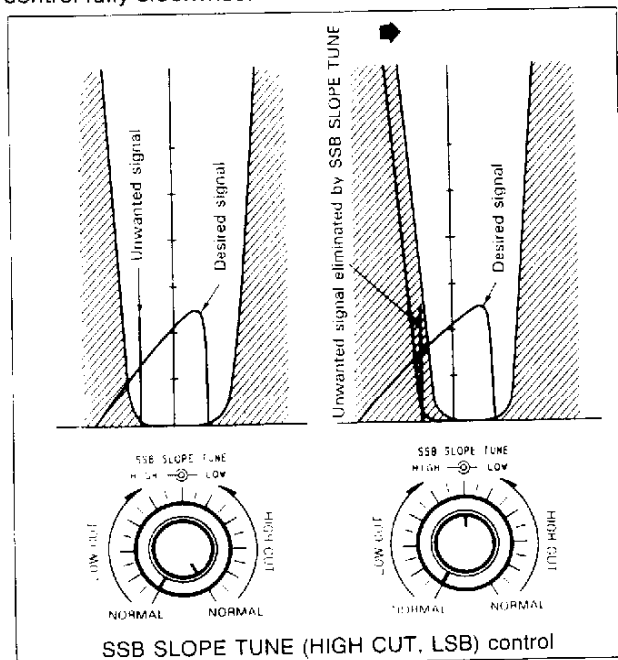 control fully clockwise.
Unwanted signal
Desired signal
Unwanted signal eliminated by SSB SLOPE TUNE
Desired signal
SSB SLOPE TUNE
HIGH LOW
LOW CUT
HIGH CUT
NORMAL NORMAL
SSB SLOPE TUNE
HIGH LOW
LOW CUT
HIGH CUT
NORMAL NORMAL
SSB SLOPE TUNE (HIGH CUT, LSB) control